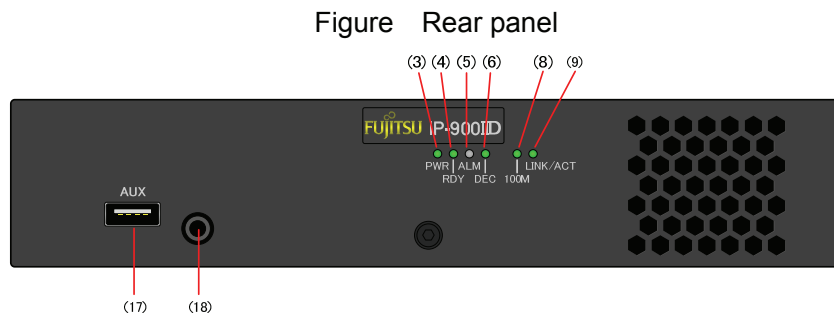 Figure Rear panel
(3) (4) (5) (6) (8) (9)
FUJITSU IP-900IID
PWR ALM LINK/ACT
RDY DEC 100M
AUX
(17) (18)